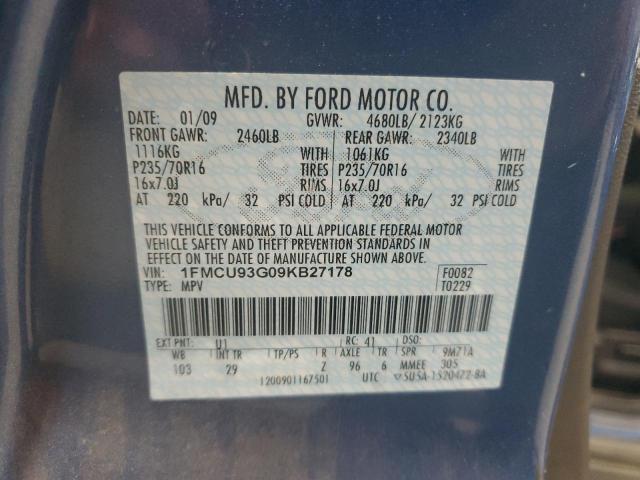 MFD. BY FORD MOTOR CO.
DATE: 01/09 GVWR: 4680LB/ 2123KG
FRONT GAWR: 2460LB REAR GAWR: 2340LB
1116KG WITH 1061KG WITH
P235/70R16 TIRES P235/70R16 TIRES
16x7.0J RIMS 16x7.0J RIMS
AT 220 kPa/ 32 PSI COLD AT 220 kPa/ 32 PSI COLD
THIS VEHICLE CONFORMS TO ALL APPLICABLE FEDERAL MOTOR
VEHICLE SAFETY AND THEFT PREVENTION STANDARDS IN
EFFECT ON THE DATE OF MANUFACTURE SHOWN ABOVE.
VIN: 1FMCU93G09KB27178 F0082
TYPE: MPV T0229
EXT PNT: U1 RC: 41 DSO:
WB INT TR TP/PS R AXLE TR SPR 9M71A
103 29 Z 96 6 MMEE 305
1200901167501 UTC ▽5U5A-1520472-BA